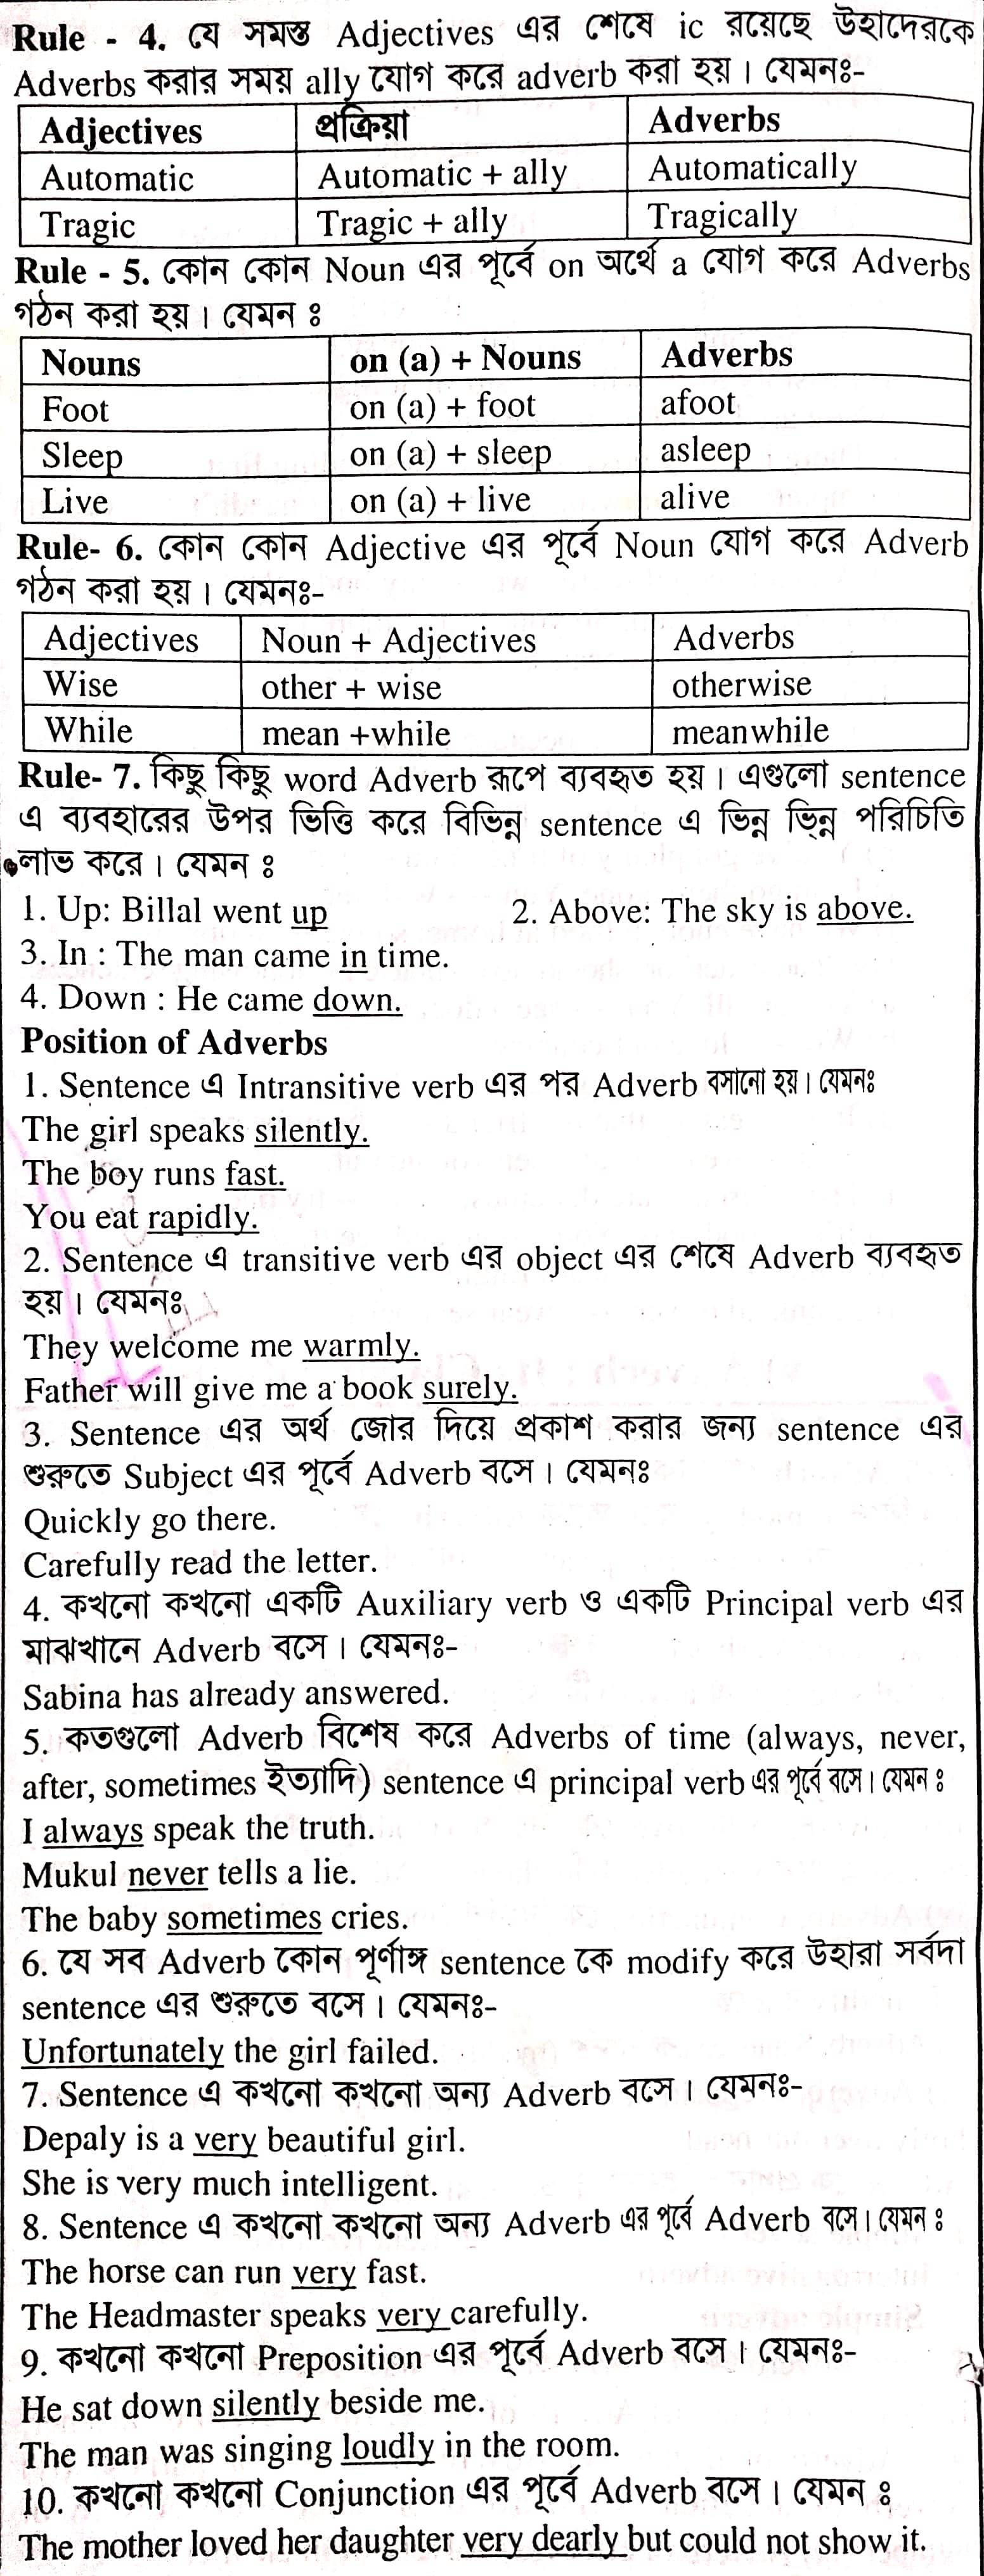 Rule - 4. যে সমস্ত Adjectives এর শেষে ic রয়েছে উহাদেরকে
Adverbs করার সময় ally যোগ করে adverb করা হয়। যেমনঃ-
Adjectives প্রক্রিয়া Adverbs
Automatic Automatic + ally Automatically
Tragic Tragic + ally Tragically
Rule - 5. কোন কোন Noun এর পূর্বে on অর্থে a যোগ করে Adverbs
গঠন করা হয়। যেমন ঃ
Nouns on (a) + Nouns Adverbs
Foot on (a) + foot afoot
Sleep on (a) + sleep asleep
Live on (a) + live alive
Rule- 6. কোন কোন Adjective এর পূর্বে Noun যোগ করে Adverb
গঠন করা হয়। যেমনঃ-
Adjectives Noun + Adjectives Adverbs
Wise other + wise otherwise
While mean +while meanwhile
Rule- 7. কিছু কিছু word Adverb রূপে ব্যবহৃত হয়। এগুলো sentence
এ ব্যবহারের উপর ভিত্তি করে বিভিন্ন sentence এ ভিন্ন ভি্ন্ন পরিচিতি
লাভ করে। যেমন ঃ
1. Up: Billal went up 2. Above: The sky is above.
3. In : The man came in time.
4. Down : He came down.
Position of Adverbs
1. Sentence এ Intransitive verb এর পর Adverb বসানো হয়। যেমনঃ
The girl speaks silently.
The boy runs fast.
You eat rapidly.
2. Sentence এ transitive verb এর object এর শেষে Adverb ব্যবহৃত
হয়। যেমনঃ
They welcome me warmly.
Father will give me a book surely.
3. Sentence এর অর্থ জোর দিয়ে প্রকাশ করার জন্য sentence এর
শুরুতে Subject এর পূর্বে Adverb বসে। যেমনঃ
Quickly go there.
Carefully read the letter.
4. কখনো কখনো একটি Auxiliary verb ও একটি Principal verb এর
মাঝখানে Adverb বসে। যেমনঃ-
Sabina has already answered.
5. কতগুলো Adverb বিশেষ করে Adverbs of time (always, never,
after, sometimes ইত্যাদি) sentence এ principal verb এর পূর্বে বসে। যেমন ঃ
I always speak the truth.
Mukul never tells a lie.
The baby sometimes cries.
6. যে সব Adverb কোন পূর্ণাঙ্গ sentence কে modify করে উহারা সর্বদা
sentence এর শুরুতে বসে। যেমনঃ-
Unfortunately the girl failed.
7. Sentence এ কখনো কখনো অন্য Adverb বসে। যেমনঃ-
Depaly is a very beautiful girl.
She is very much intelligent.
8. Sentence এ কখনো কখনো অন্য Adverb এর পূর্বে Adverb বসে। যেমন ঃ
The horse can run very fast.
The Headmaster speaks very carefully.
9. কখনো কখনো Preposition এর পূর্বে Adverb বসে। যেমনঃ-
He sat down silently beside me.
The man was singing loudly in the room.
10. কখনো কখনো Conjunction এর পূর্বে Adverb বসে। যেমন ঃ
The mother loved her daughter very dearly but could not show it.